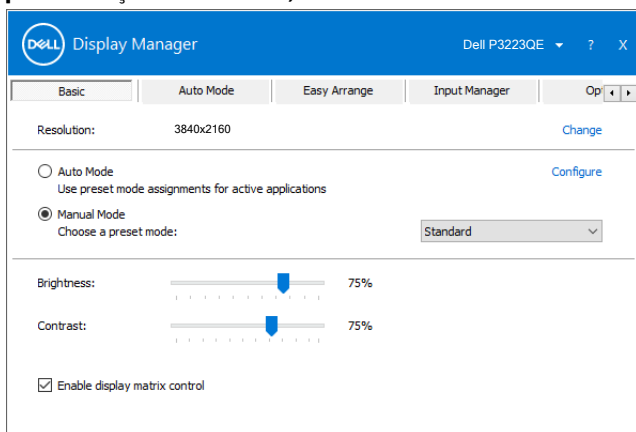 DELL Display Manager Dell P3223QE ? X
Basic Auto Mode Easy Arrange Input Manager
Resolution: 3840x2160 Change
Auto Mode Configure
Use preset mode assignments for active applications
Manual Mode
Choose a preset mode: Standard
Brightness: 75%
Contrast: 75%
Enable display matrix control